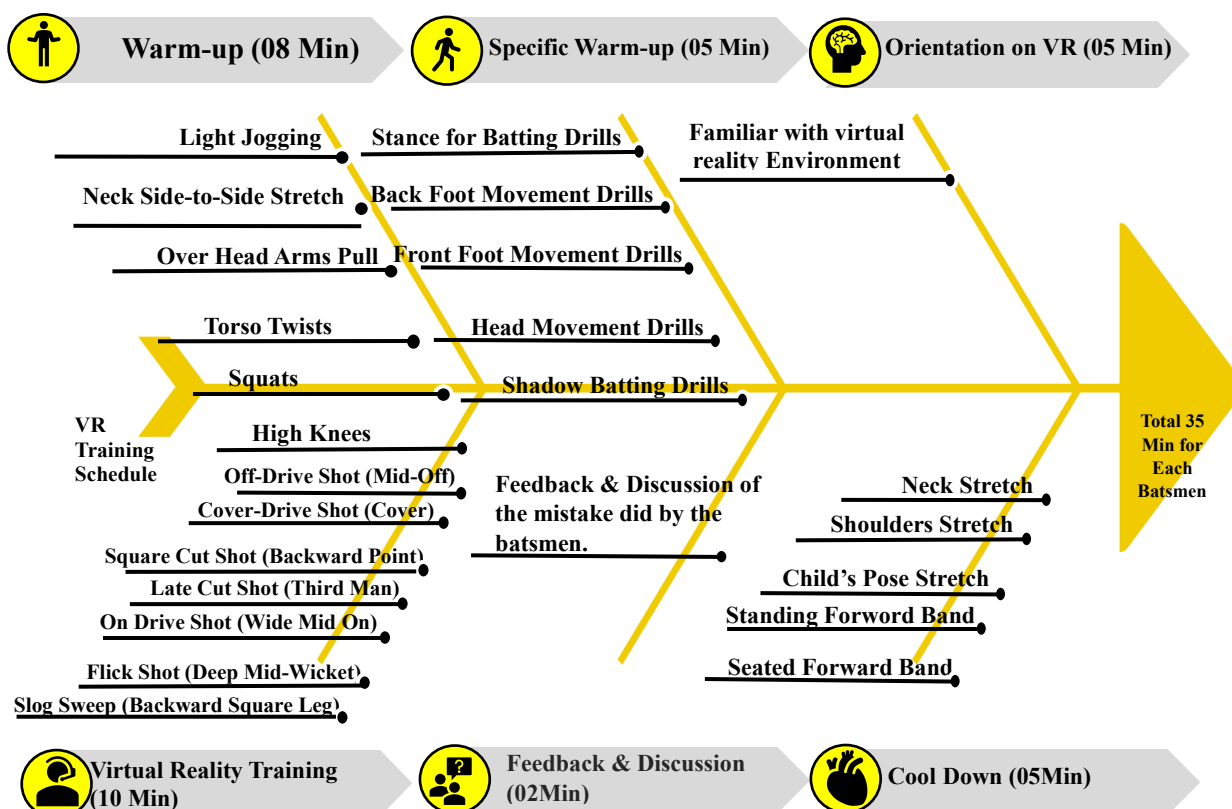 Warm-up (08 Min)
Specific Warm-up (05 Min)
Orientation on VR (05 Min)
Light Jogging
Neck Side-to-Side Stretch
Over Head Arms Pull
Torso Twists
Squats
High Knees
Stance for Batting Drills
Back Foot Movement Drills
Front Foot Movement Drills
Head Movement Drills
Shadow Batting Drills
Familiar with virtual
reality Environment
VR
Training
Schedule
Total 35
Min for
Each
Batsmen
Off-Drive Shot (Mid-Off)
Cover-Drive Shot (Cover)
Square Cut Shot (Backward Point)
Late Cut Shot (Third Man)
On Drive Shot (Wide Mid On)
Flick Shot (Deep Mid-Wicket)
Slog Sweep (Backward Square Leg)
Feedback & Discussion of
the mistake did by the
batsmen.
Neck Stretch
Shoulders Stretch
Child's Pose Stretch
Standing Forword Band
Seated Forward Band
Virtual Reality Training
(10 Min)
?
Feedback & Discussion
(02Min)
Cool Down (05Min)